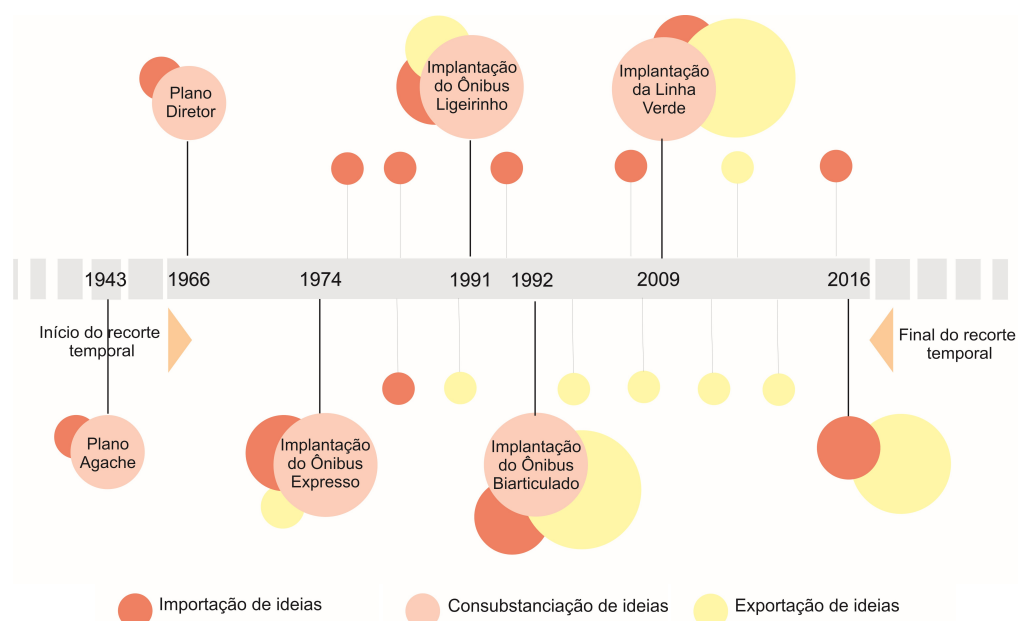 Plano
Diretor
Implantação
do Ônibus
Ligeirinho
Implantação
da Linha
Verde
1943
1966
1974
1991
1992
2009
2016
Início do recorte
temporal
Final do recorte
temporal
Plano
Agache
Implantação
do Ônibus
Expresso
Implantação
do Ônibus
Biarticulado
Importação de ideias
Consubstanciação de ideias
Exportação de ideias